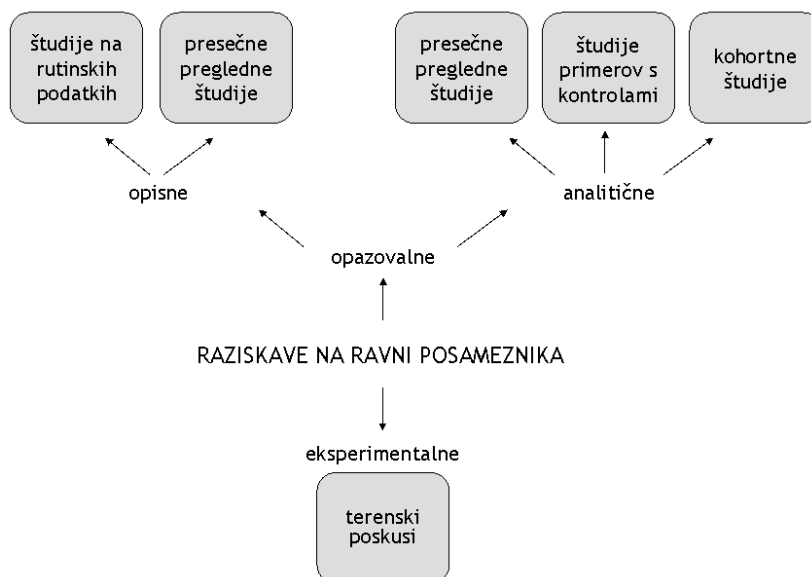 študije na
rutinskih
podatkih
presečne
pregledne
študije
presečne
pregledne
študije
študije
primerov s
kontrolami
kohortne
študije
opisne
analitične
opazovalne
RAZISKAVE NA RAVNI POSAMEZNIKA
eksperimentalne
terenski
poskusi